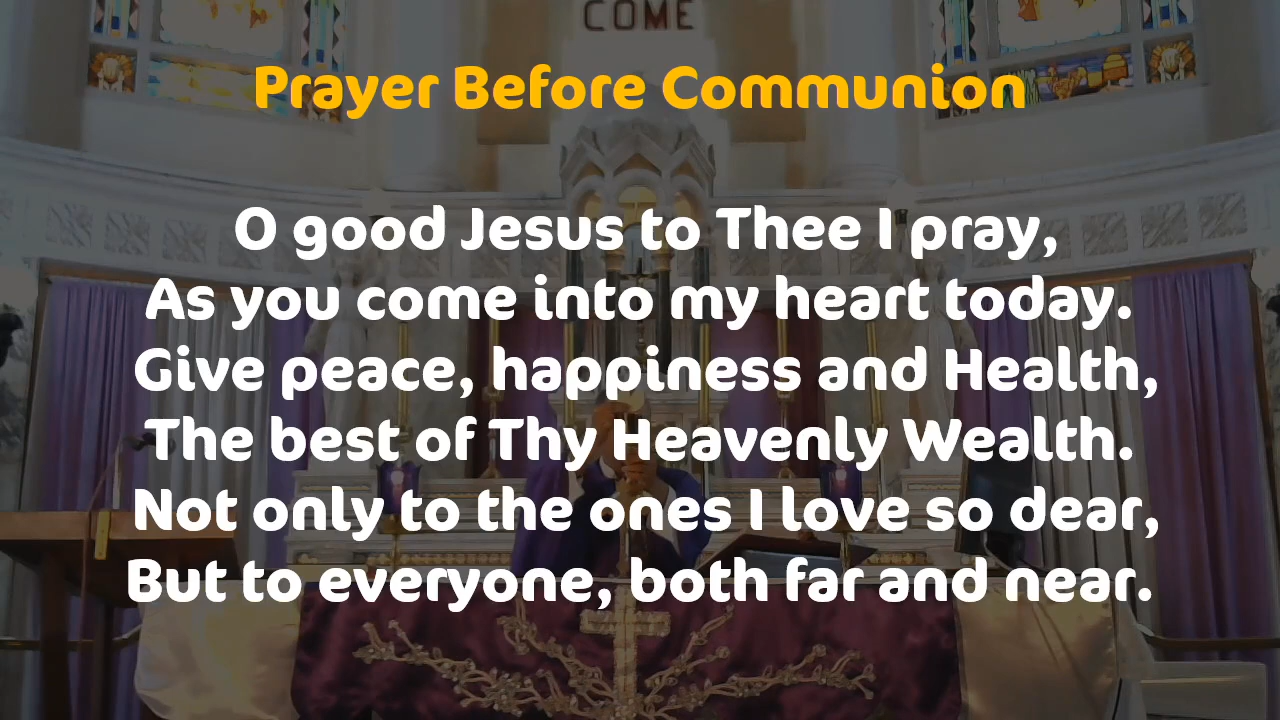 COME
Prayer Before Communion
O good Jesus to Thee I pray,
As you come into my heart today.
Give peace, happiness and Health,
The best of Thy Heavenly Wealth.
Not only to the ones I love so dear,
But to everyone, both far and near.